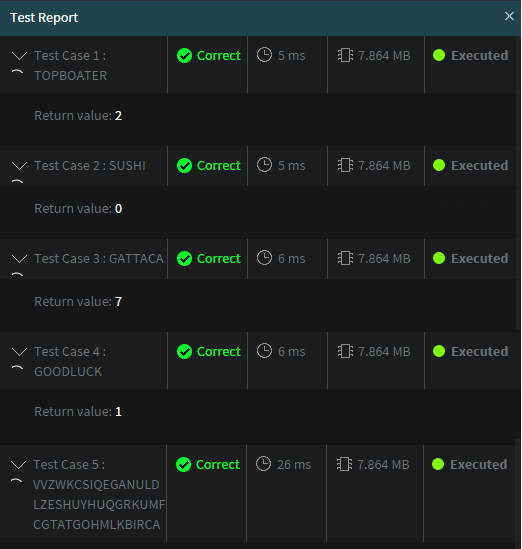 Test Report
Test Case 1 : Correct 5 ms 7.864 MB Executed
TOPBOATER
Return value: 2
Test Case 2 : SUSHI Correct 5 ms 7.864 MB Executed
Return value: 0
Test Case 3 : GATTACA Correct 6 ms 7.864 MB Executed
Return value: 7
Test Case 4 : Correct 6 ms 7.864 MB Executed
GOODLUCK
Return value: 1
Test Case 5 : Correct 26 ms 7.864 MB Executed
VVZWKCSIQEGANULD
LZESHUYHUQGRKUMF
CGTATGOHMLKBIRCA